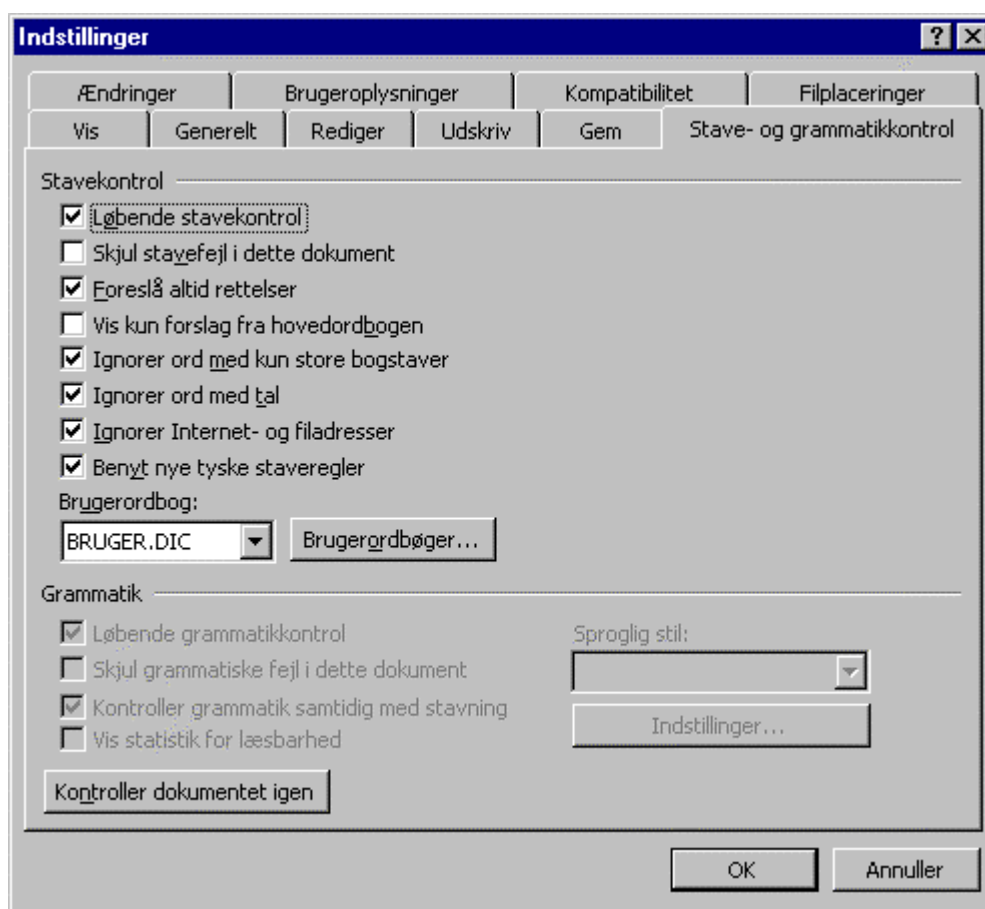 Indstillinger
Ændringer Brugeroplysninger Kompatibilitet Filplaceringer
Vis Generelt Rediger Udskriv Gem Stave- og grammatikkontrol
Stavekontrol
Løbende stavekontrol
Skjul stavefejl i dette dokument
Foreslå altid rettelser
Vis kun forslag fra hovedordbogen
Ignorer ord med kun store bogstaver
Ignorer ord med tal
Ignorer Internet- og filadresser
Benyt nye tyske staveregler
Brugerordbog:
BRUGER.DIC Brugerordbøger...
Grammatik
Løbende grammatikkontrol Sproglig stil:
Skjul grammatiske fejl i dette dokument
Kontroller grammatik samtidig med stavning
Vis statistik for læsbarhed Indstillinger...
Kontroller dokumentet igen
OK Annuller